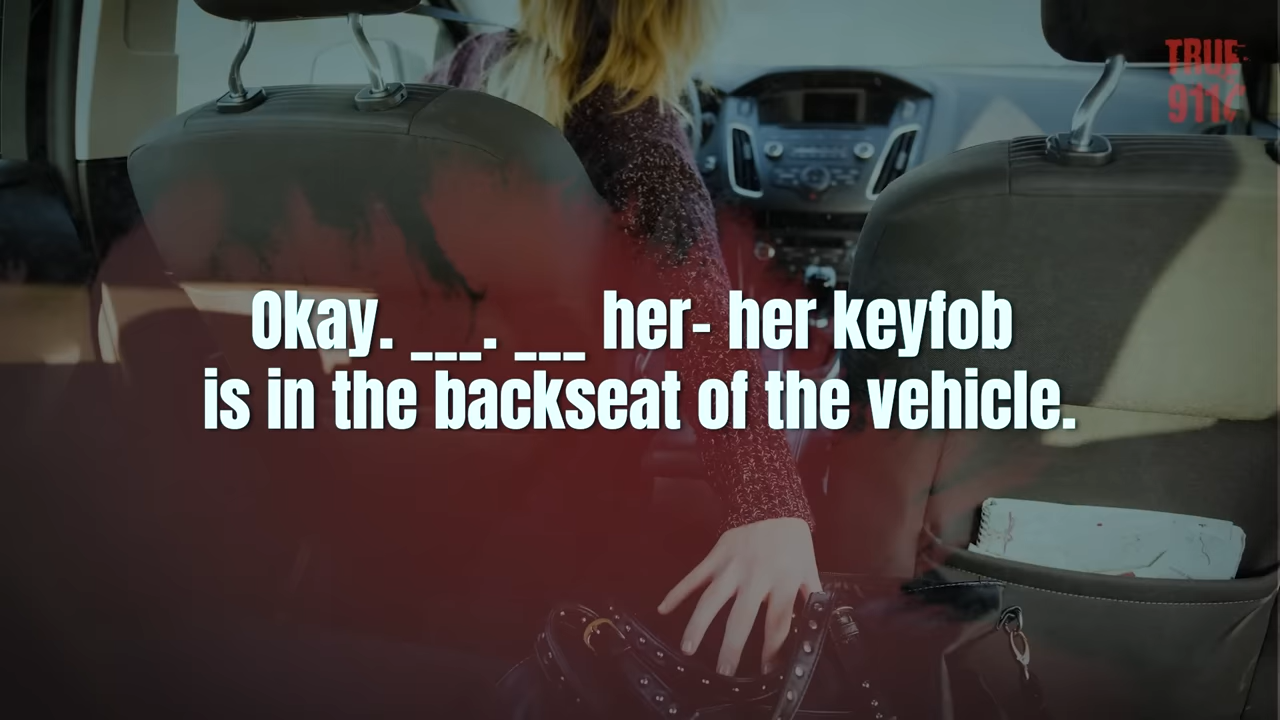 TRUE
911
Okay. ___. ___ her- her keyfob
is in the backseat of the vehicle.